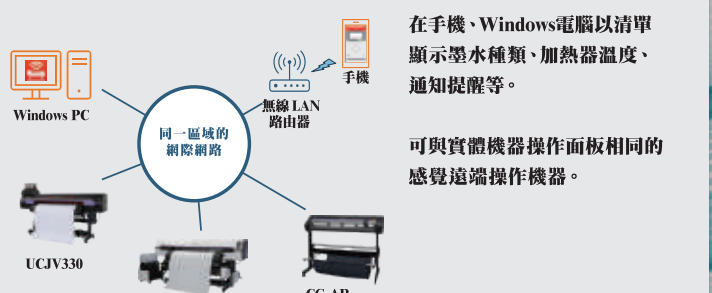 在手機、Windows電腦以清單
顯示墨水種類、加熱器溫度、
通知提醒等。
可與實體機器操作面板相同的
感覺遠端操作機器。
手機
無線 LAN
路由器
Windows PC
同一區域的
網際網路
UCJV330